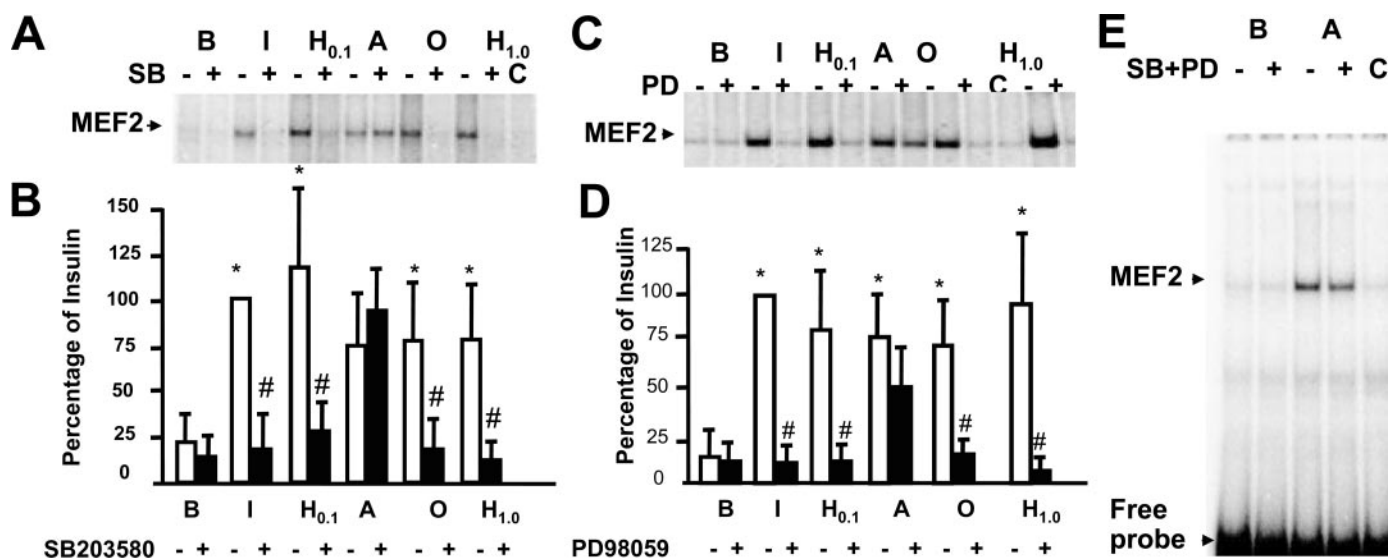 A
B I H0.1 A O H1.0
SB - + - + - + - + - + - + C
MEF2
B
Percentage of Insulin
150
125
100
75
50
25
0
* # * # * # * #
B I H0.1 A O H1.0
SB203580 - + - + - + - + - + - +
C
B I H0.1 A O H1.0
PD - + - + - + - + - + C - +
MEF2
D
Percentage of Insulin
125
100
75
50
25
0
* # * # * * # * #
B I H0.1 A O H1.0
PD98059 - + - + - + - + - + - +
E
B A
SB+PD - + - + C
MEF2
Free
probe